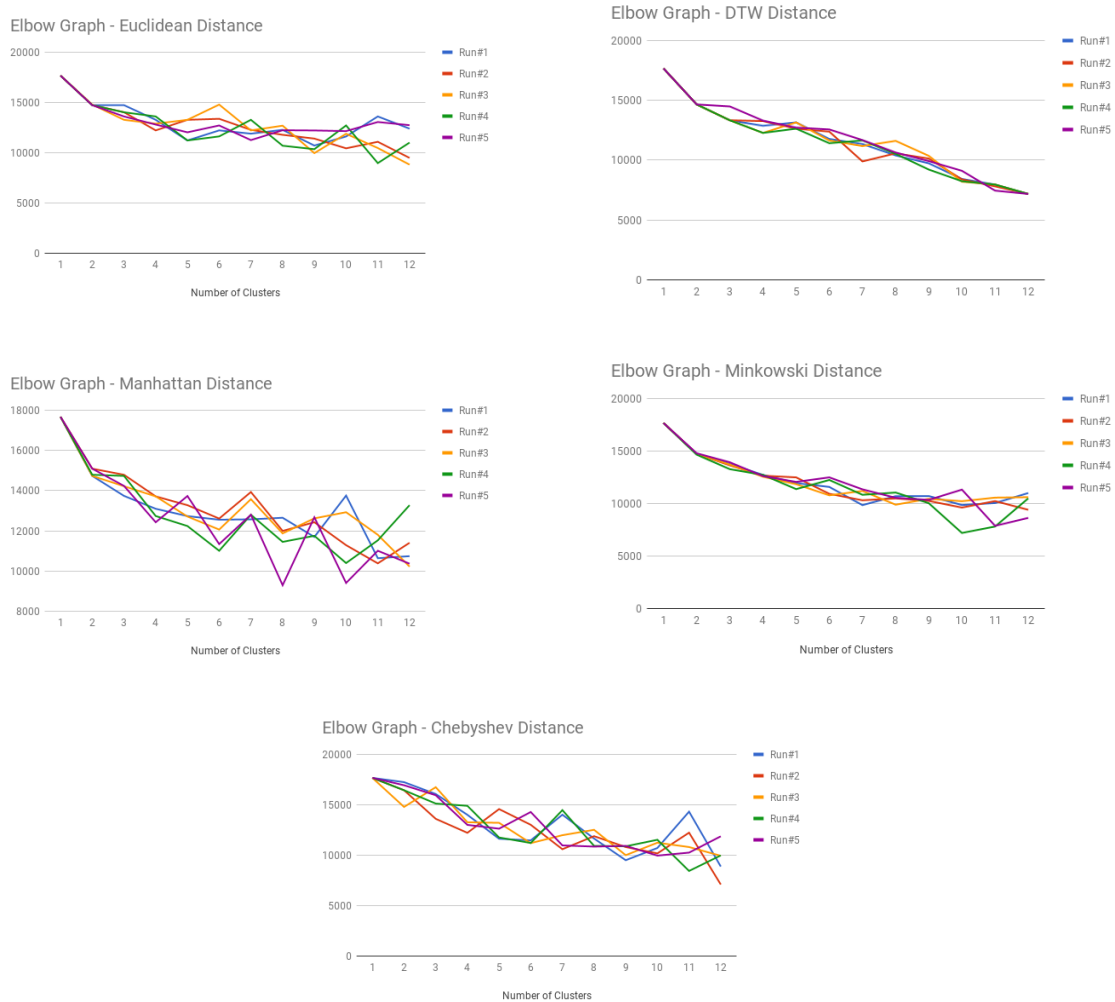 Elbow Graph - Euclidean Distance
20000
15000
10000
5000
0
1 2 3 4 5 6 7 8 9 10 11 12
Number of Clusters
Run#1
Run#2
Run#3
Run#4
Run#5
Elbow Graph - DTW Distance
20000
15000
10000
5000
0
1 2 3 4 5 6 7 8 9 10 11 12
Run#1
Run#2
Run#3
Run#4
Run#5
Elbow Graph - Manhattan Distance
18000
16000
14000
12000
10000
8000
1 2 3 4 5 6 7 8 9 10 11 12
Number of Clusters
Run#1
Run#2
Run#3
Run#4
Run#5
Elbow Graph - Minkowski Distance
20000
15000
10000
5000
0
1 2 3 4 5 6 7 8 9 10 11 12
Number of Clusters
Run#1
Run#2
Run#3
Run#4
Run#5
Elbow Graph - Chebyshev Distance
20000
15000
10000
5000
0
1 2 3 4 5 6 7 8 9 10 11 12
Number of Clusters
Run#1
Run#2
Run#3
Run#4
Run#5